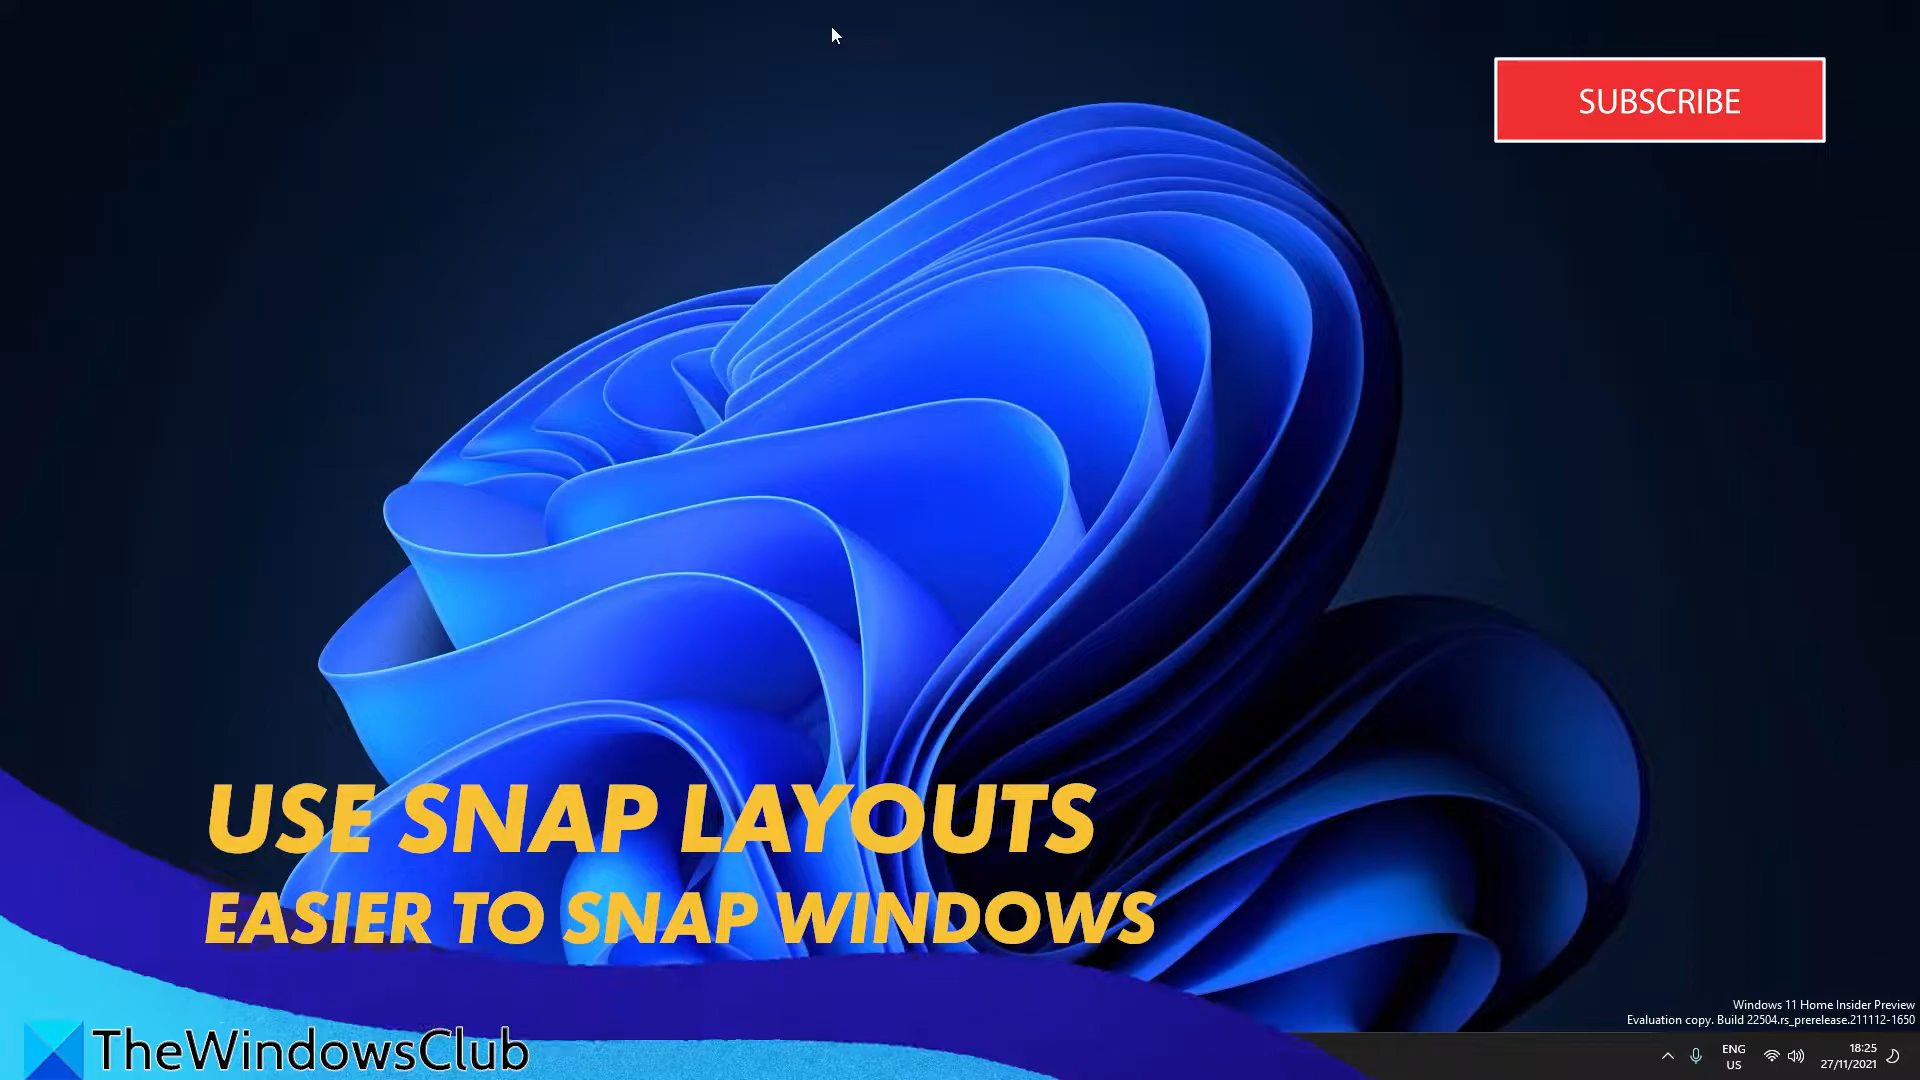 SUBSCRIBE
USE SNAP LAYOUTS
EASIER TO SNAP WINDOWS
Windows 11 Home Insider Preview
Evaluation copy. Build 22504.rs_prerelease.211112-1650
TheWindowsClub
ENG
US
18:25
27/11/2021